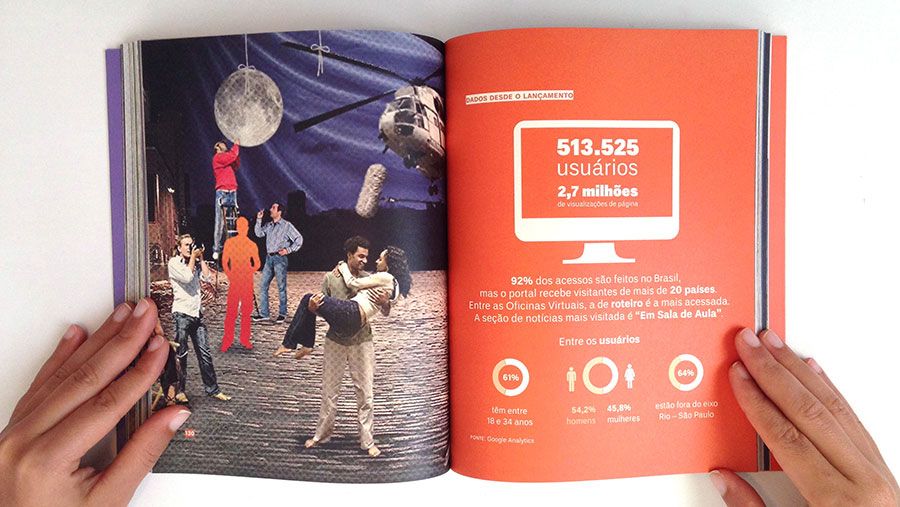 130
DADOS DESDE O LANÇAMENTO
513.525
usuários
2,7 milhões
de visualizações de página
92% dos acessos são feitos no Brasil,
mas o portal recebe visitantes de mais de 20 países.
Entre as Oficinas Virtuais, a de roteiro é a mais acessada.
A seção de notícias mais visitada é “Em Sala de Aula”.
Entre os usuários
61%
têm entre
18 e 34 anos
54,2%
homens
45,8%
mulheres
64%
estão fora do eixo
Rio – São Paulo
FONTE: Google Analytics